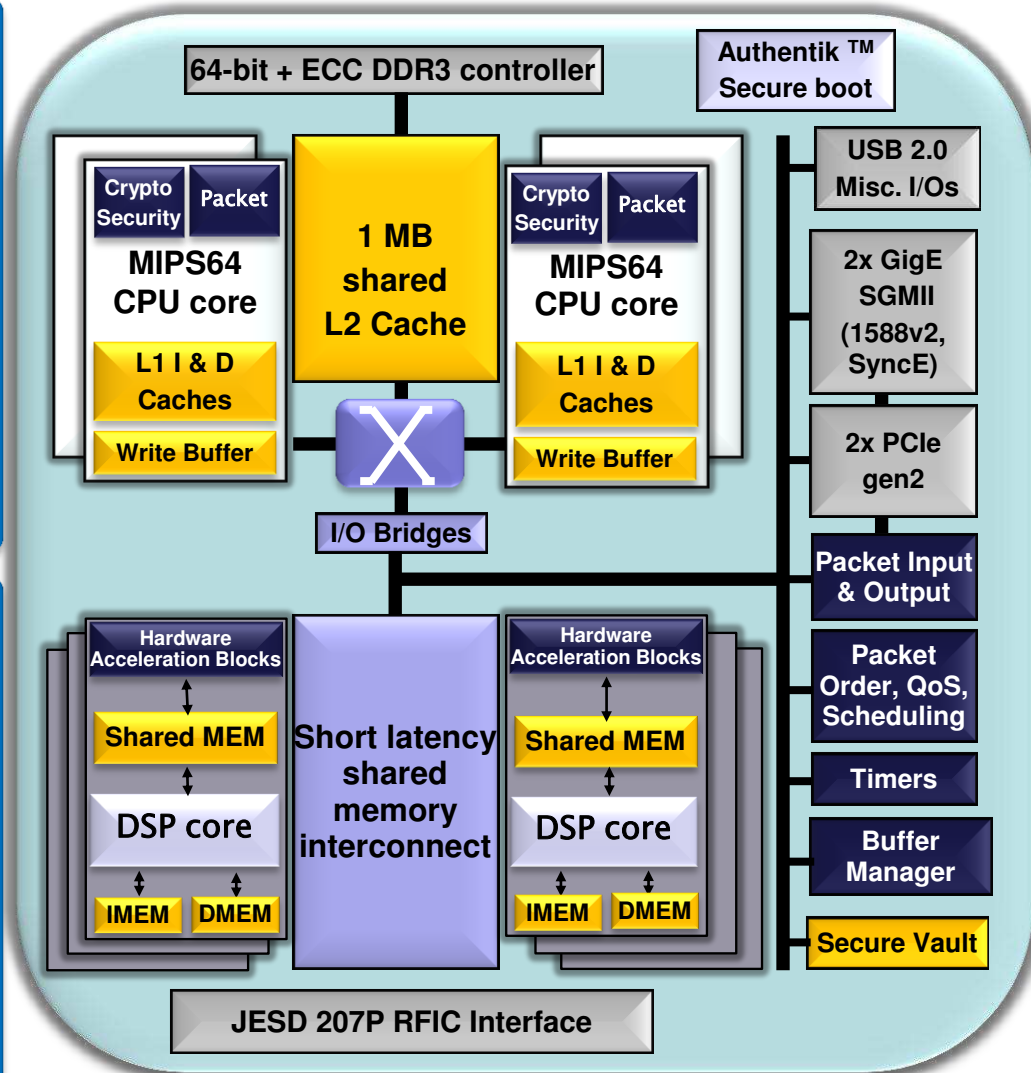 64-bit + ECC DDR3 controller
Authentik ™
Secure boot
Crypto
Security
Packet
MIPS64
CPU core
L1 I & D
Caches
Write Buffer
1 MB
shared
L2 Cache
Crypto
Security
Packet
MIPS64
CPU core
L1 I & D
Caches
Write Buffer
I/O Bridges
USB 2.0
Misc. I/Os
2x GigE
SGMII
(1588v2,
SyncE)
2x PCIe
gen2
Packet Input
& Output
Packet
Order, QoS,
Scheduling
Timers
Buffer
Manager
Secure Vault
Hardware
Acceleration Blocks
Shared MEM
DSP core
IMEM
DMEM
Short latency
shared
memory
interconnect
Hardware
Acceleration Blocks
Shared MEM
DSP core
IMEM
DMEM
JESD 207P RFIC Interface